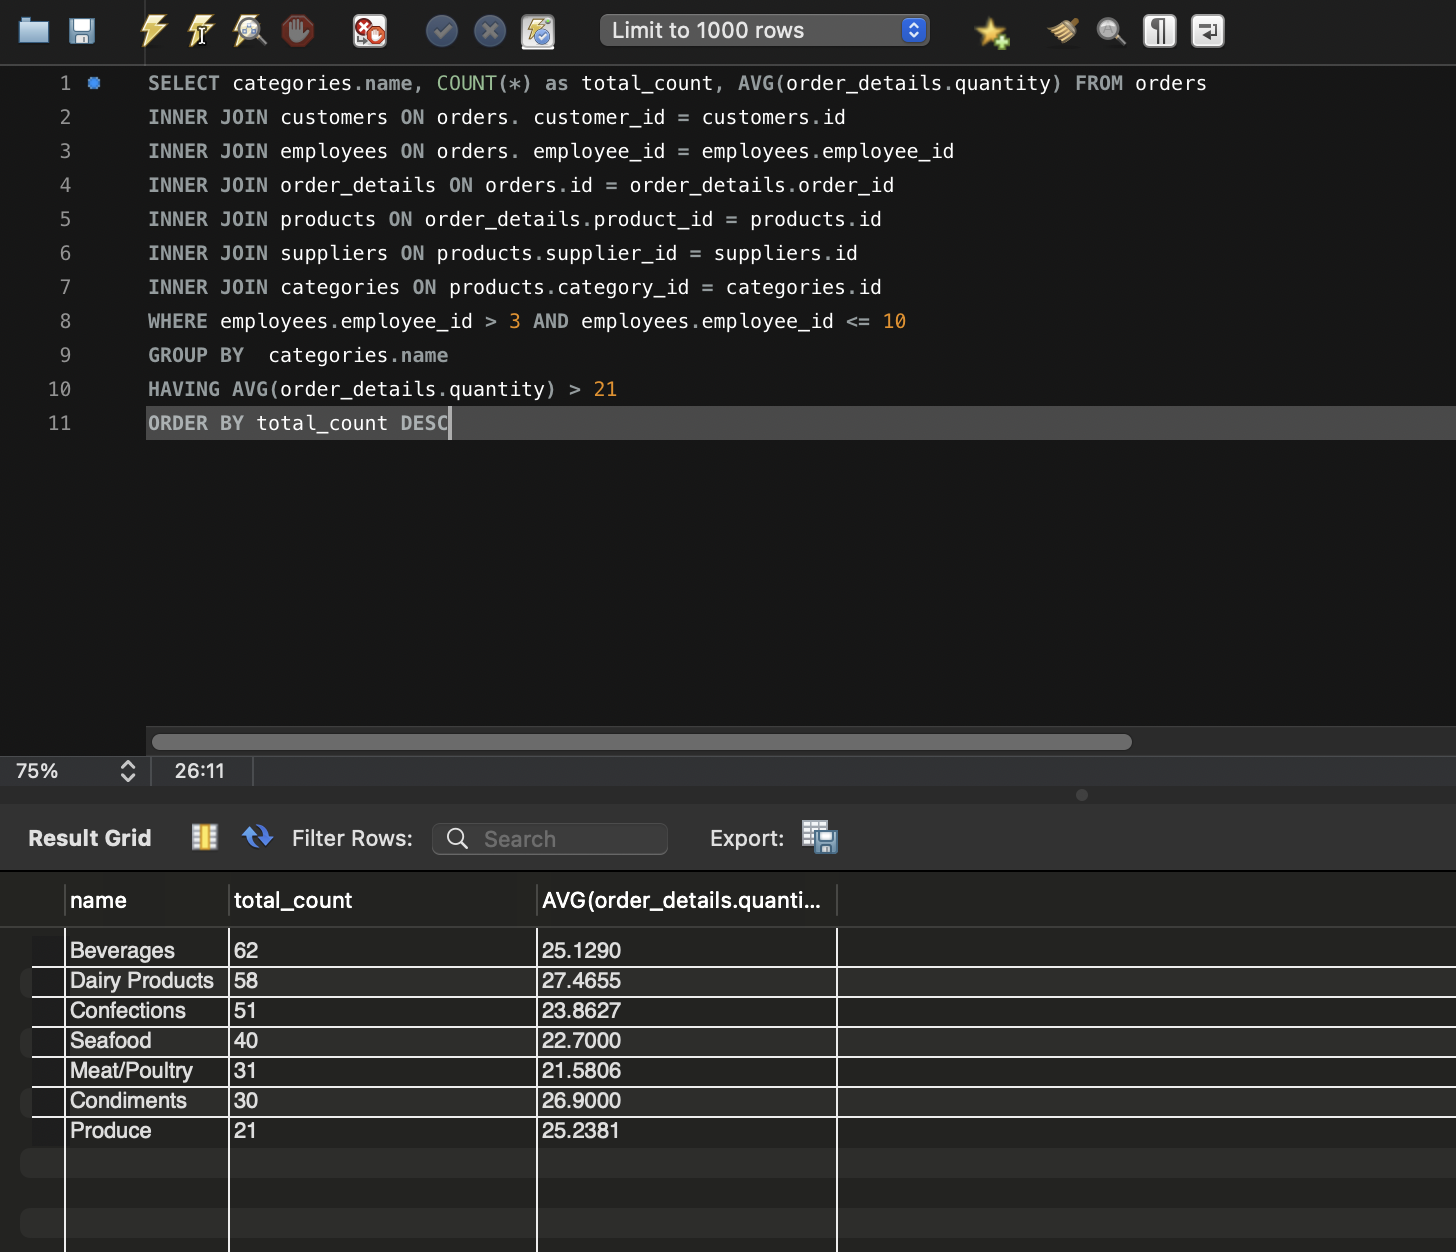 Limit to 1000 rows
1 SELECT categories.name, COUNT(*) as total_count, AVG(order_details.quantity) FROM orders
2 INNER JOIN customers ON orders. customer_id = customers.id
3 INNER JOIN employees ON orders. employee_id = employees.employee_id
4 INNER JOIN order_details ON orders.id = order_details.order_id
5 INNER JOIN products ON order_details.product_id = products.id
6 INNER JOIN suppliers ON products.supplier_id = suppliers.id
7 INNER JOIN categories ON products.category_id = categories.id
8 WHERE employees.employee_id > 3 AND employees.employee_id <= 10
9 GROUP BY  categories.name
10 HAVING AVG(order_details.quantity) > 21
11 ORDER BY total_count DESC
75% 26:11
Result Grid Filter Rows: Search Export:
name total_count AVG(order_details.quanti...
Beverages 62 25.1290
Dairy Products 58 27.4655
Confections 51 23.8627
Seafood 40 22.7000
Meat/Poultry 31 21.5806
Condiments 30 26.9000
Produce 21 25.2381